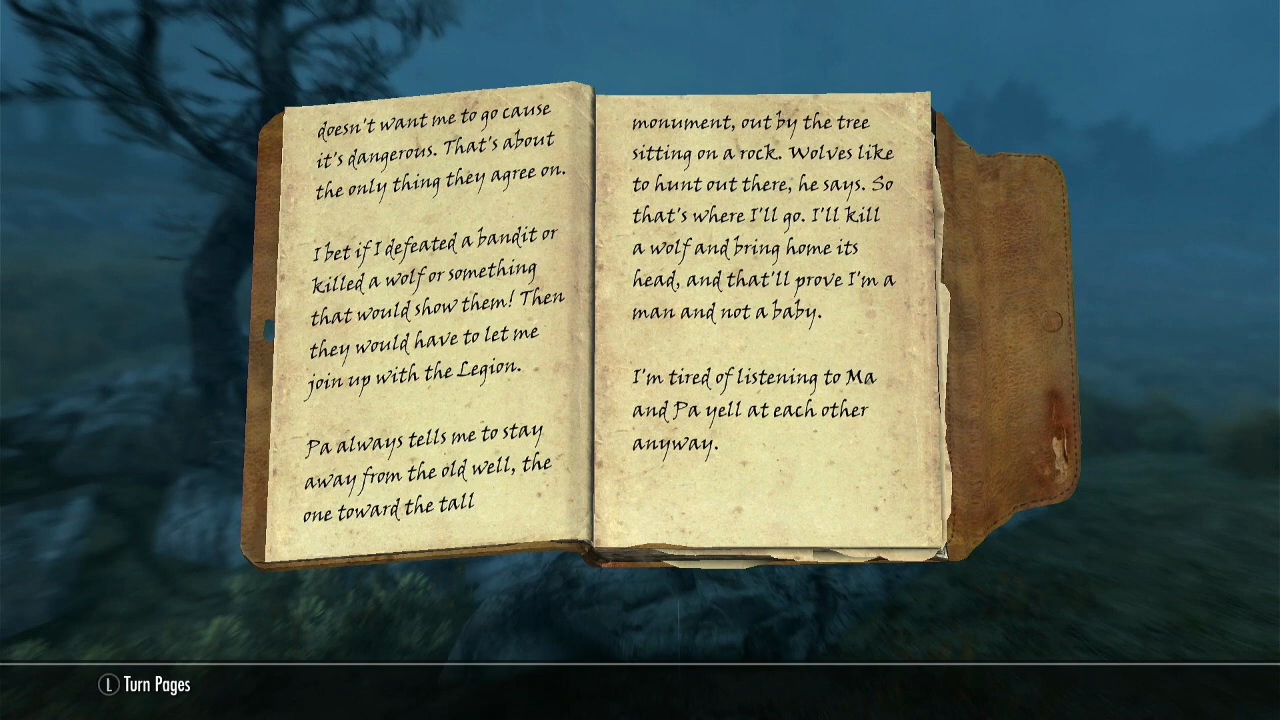 doesn't want me to go cause
it's dangerous. That's about
the only thing they agree on.
I bet if I defeated a bandit or
killed a wolf or something
that would show them! Then
they would have to let me
join up with the Legion.
Pa always tells me to stay
away from the old well, the
one toward the tall
monument, out by the tree
sitting on a rock. Wolves like
to hunt out there, he says. So
that's where I'll go. I'll kill
a wolf and bring home its
head, and that'll prove I'm a
man and not a baby.
I'm tired of listening to Ma
and Pa yell at each other
anyway.
L Turn Pages